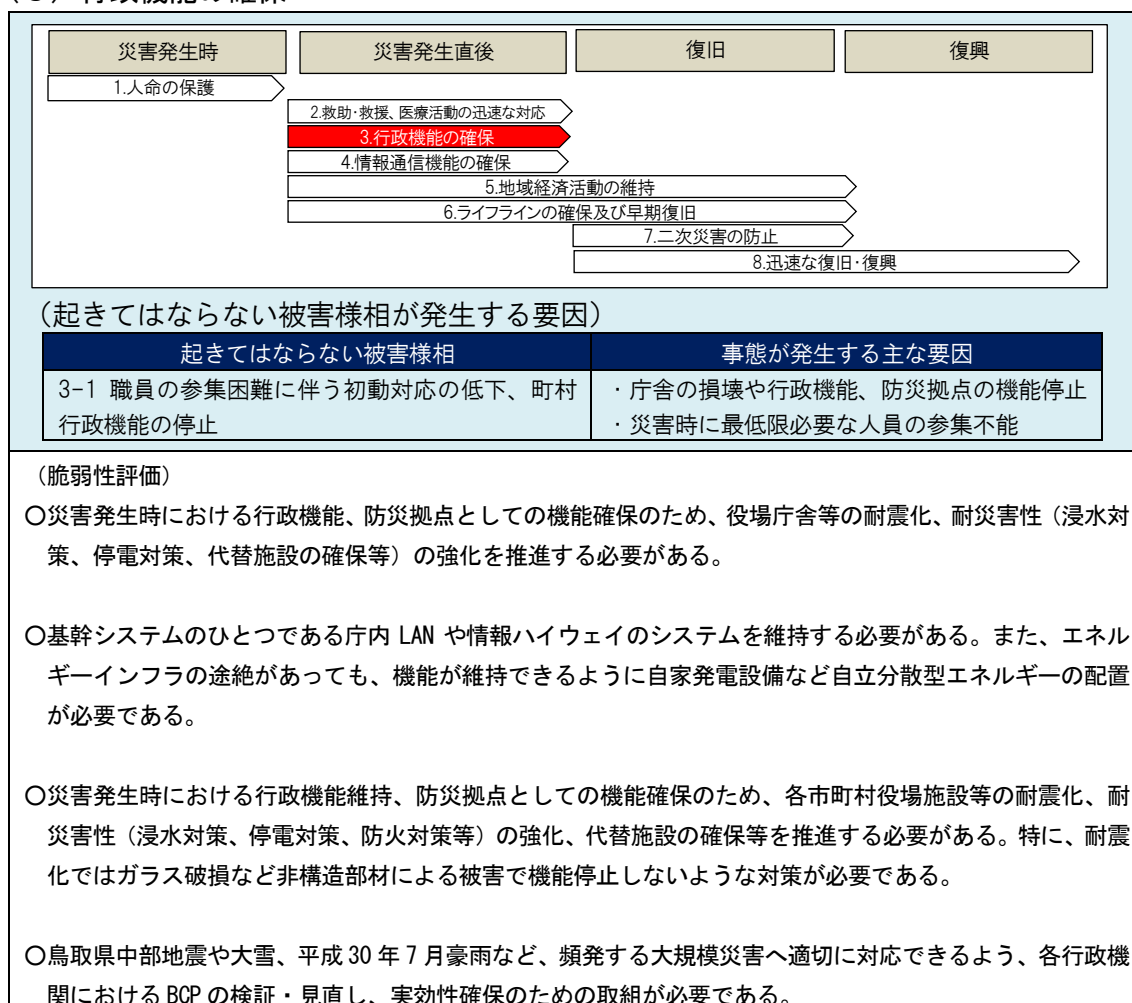 災害発生時 災害発生直後 復旧 復興
1.人命の保護
2.救助・救援、医療活動の迅速な対応
3.行政機能の確保
4.情報通信機能の確保
5.地域経済活動の維持
6.ライフラインの確保及び早期復旧
7.二次災害の防止
8.迅速な復旧・復興
（起きてはならない被害様相が発生する要因）
起きてはならない被害様相 事態が発生する主な要因
3-1 職員の参集困難に伴う初動対応の低下、町村
行政機能の停止
・庁舎の損壊や行政機能、防災拠点の機能停止
・災害時に最低限必要な人員の参集不能
（脆弱性評価）
〇災害発生時における行政機能、防災拠点としての機能確保のため、役場庁舎等の耐震化、耐災害性（浸水対
策、停電対策、代替施設の確保等）の強化を推進する必要がある。
〇基幹システムのひとつである庁内 LAN や情報ハイウェイのシステムを維持する必要がある。また、エネル
ギーインフラの途絶があっても、機能が維持できるように自家発電設備など自立分散型エネルギーの配置
が必要である。
〇災害発生時における行政機能維持、防災拠点としての機能確保のため、各市町村役場施設等の耐震化、耐
災害性（浸水対策、停電対策、防火対策等）の強化、代替施設の確保等を推進する必要がある。特に、耐震
化ではガラス破損など非構造部材による被害で機能停止しないような対策が必要である。
〇鳥取県中部地震や大雪、平成 30 年 7 月豪雨など、頻発する大規模災害へ適切に対応できるよう、各行政機
関における BCP の検証・見直し、実効性確保のための取組が必要である。